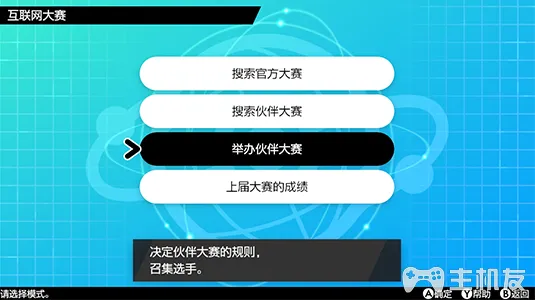 互联网大赛
搜索官方大赛
搜索伙伴大赛
举办伙伴大赛
上届大赛的成绩
决定伙伴大赛的规则,
召集选手。
请选择模式。
A确定 Y帮助 B返回
主机友